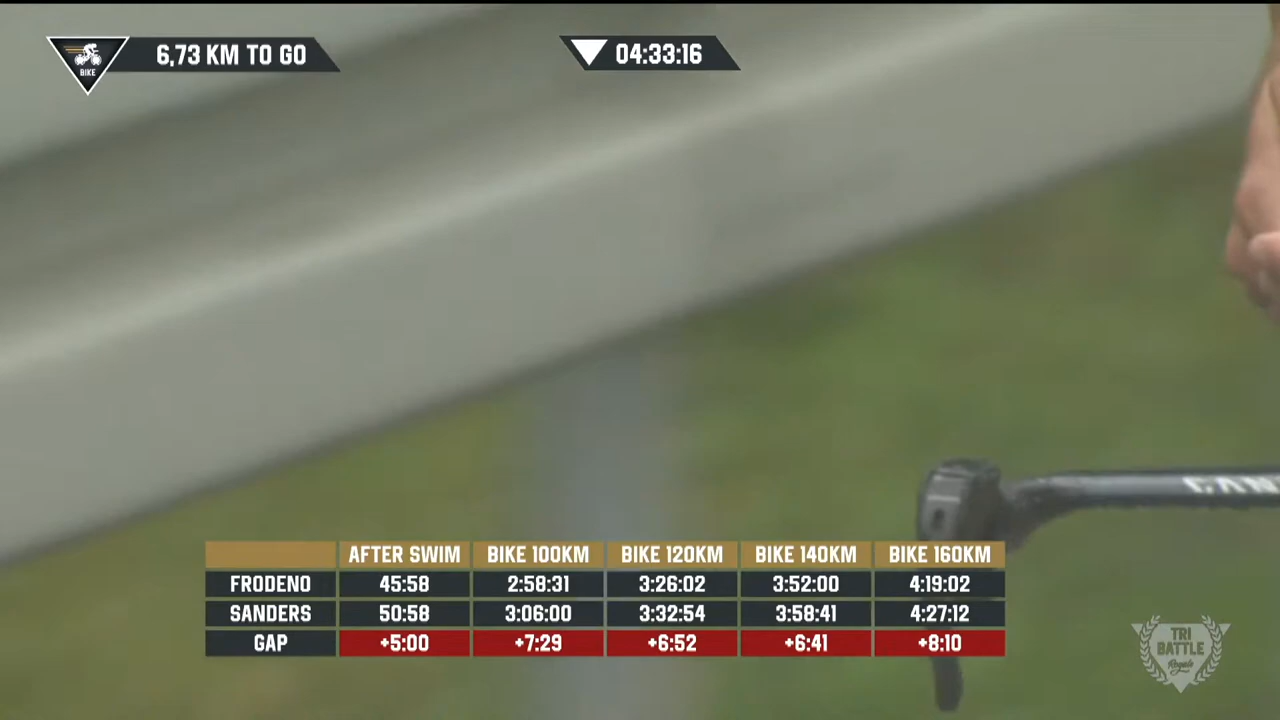 6,73 KM TO GO
04:33:16
BIKE
AFTER SWIM BIKE 100KM BIKE 120KM BIKE 140KM BIKE 160KM
FRODENO 45:58 2:58:31 3:26:02 3:52:00 4:19:02
SANDERS 50:58 3:06:00 3:32:54 3:58:41 4:27:12
GAP +5:00 +7:29 +6:52 +6:41 +8:10
TRI
BATTLE
Royale